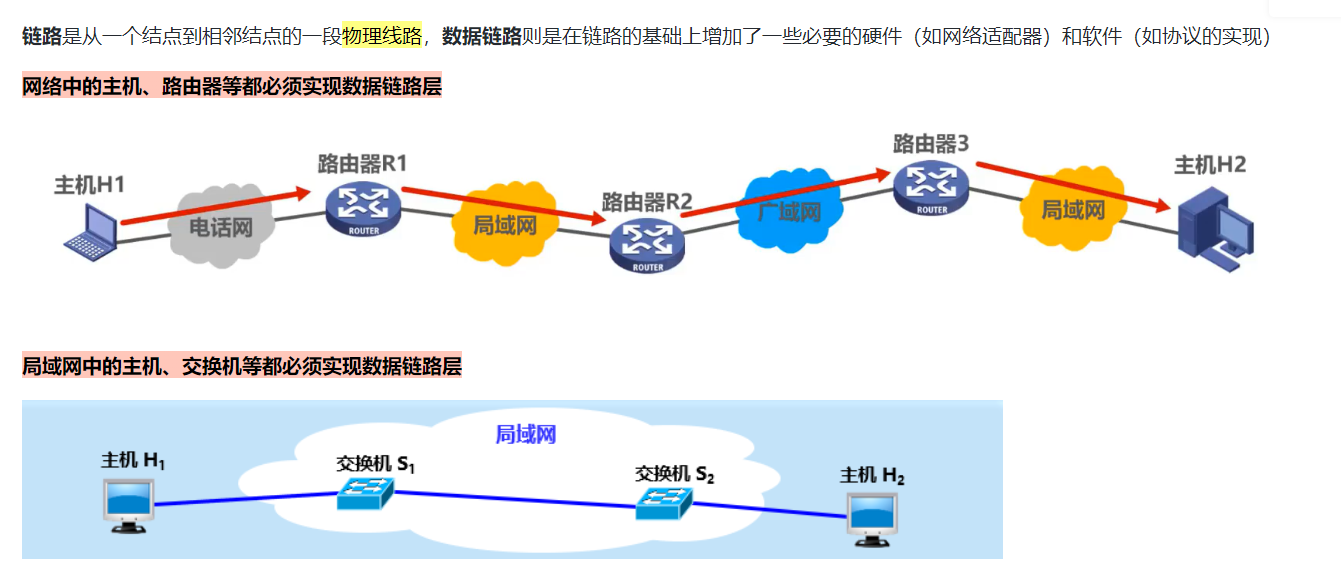 链路是从一个结点到相邻结点的一段物理线路，数据链路则是在链路的基础上增加了一些必要的硬件（如网络适配器）和软件（如协议的实现）
网络中的主机、路由器等都必须实现数据链路层
主机H1
电话网
路由器R1
ROUTER
局域网
路由器R2
ROUTER
广域网
路由器3
ROUTER
局域网
主机H2
局域网中的主机、交换机等都必须实现数据链路层
局域网
主机 H1
交换机 S1
交换机 S2
主机 H2